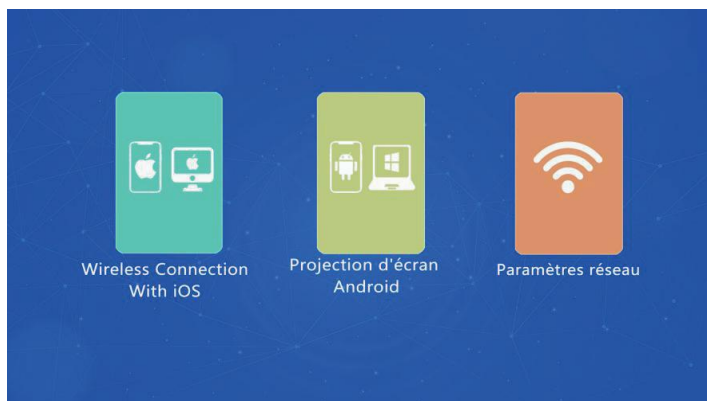 Wireless Connection
With iOS
Projection d'écran
Android
Paramètres réseau